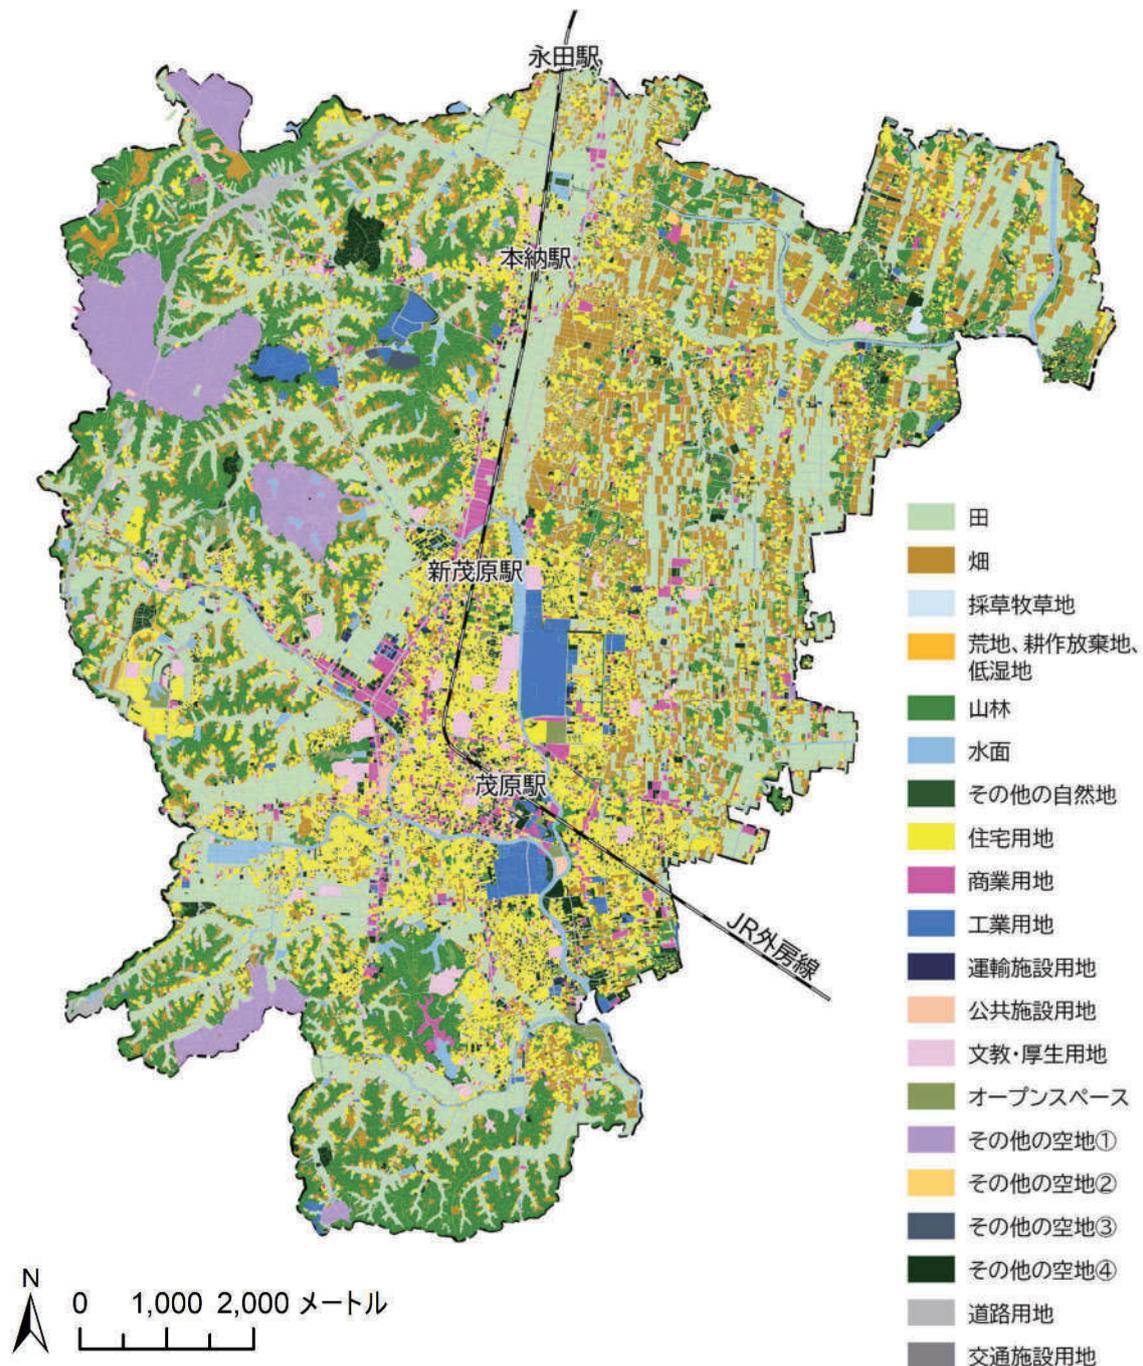 永田駅
本納駅
新茂原駅
茂原駅
JR外房線
田
畑
採草牧草地
荒地、耕作放棄地、
低湿地
山林
水面
その他の自然地
住宅用地
商業用地
工業用地
運輸施設用地
公共施設用地
文教・厚生用地
オープンスペース
その他の空地①
その他の空地②
その他の空地③
その他の空地④
道路用地
交通施設用地
N
0 1,000 2,000 メートル